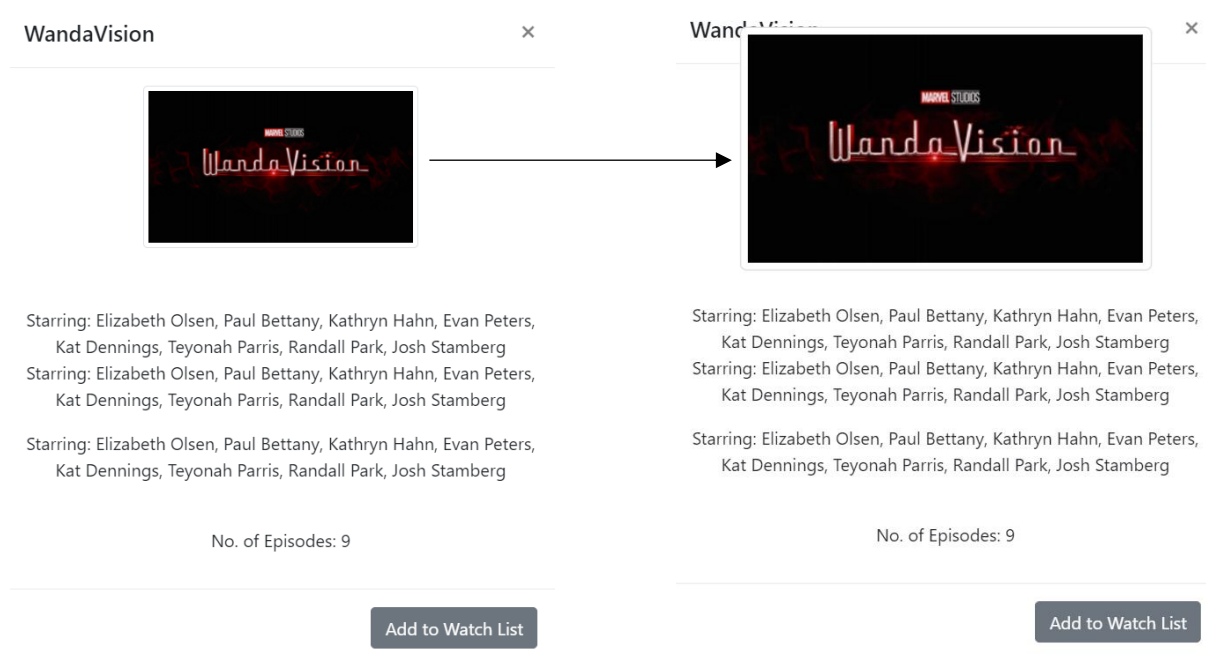 WandaVision ×
MARVEL STUDIOS
WandaVision
Starring: Elizabeth Olsen, Paul Bettany, Kathryn Hahn, Evan Peters,
Kat Dennings, Teyonah Parris, Randall Park, Josh Stamberg
Starring: Elizabeth Olsen, Paul Bettany, Kathryn Hahn, Evan Peters,
Kat Dennings, Teyonah Parris, Randall Park, Josh Stamberg
Starring: Elizabeth Olsen, Paul Bettany, Kathryn Hahn, Evan Peters,
Kat Dennings, Teyonah Parris, Randall Park, Josh Stamberg
No. of Episodes: 9
Add to Watch List
WandaVision ×
MARVEL STUDIOS
WandaVision
Starring: Elizabeth Olsen, Paul Bettany, Kathryn Hahn, Evan Peters,
Kat Dennings, Teyonah Parris, Randall Park, Josh Stamberg
Starring: Elizabeth Olsen, Paul Bettany, Kathryn Hahn, Evan Peters,
Kat Dennings, Teyonah Parris, Randall Park, Josh Stamberg
Starring: Elizabeth Olsen, Paul Bettany, Kathryn Hahn, Evan Peters,
Kat Dennings, Teyonah Parris, Randall Park, Josh Stamberg
No. of Episodes: 9
Add to Watch List